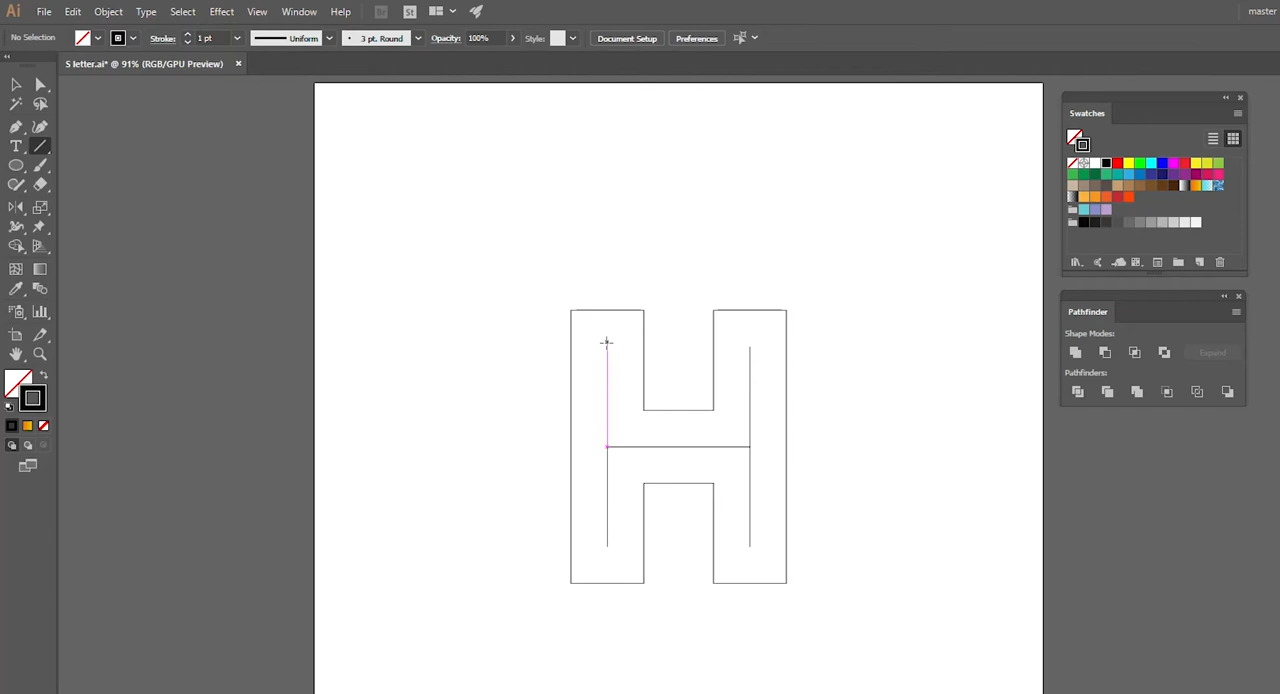 Ai File Edit Object Type Select Effect View Window Help Br St master
No Selection Stroke: 1 pt Uniform 3 pt. Round Opacity: 100% Style: Document Setup Preferences
S letter.ai* @ 91% (RGB/GPU Preview)
Swatches
Pathfinder
Shape Modes:
Expand
Pathfinders:
H